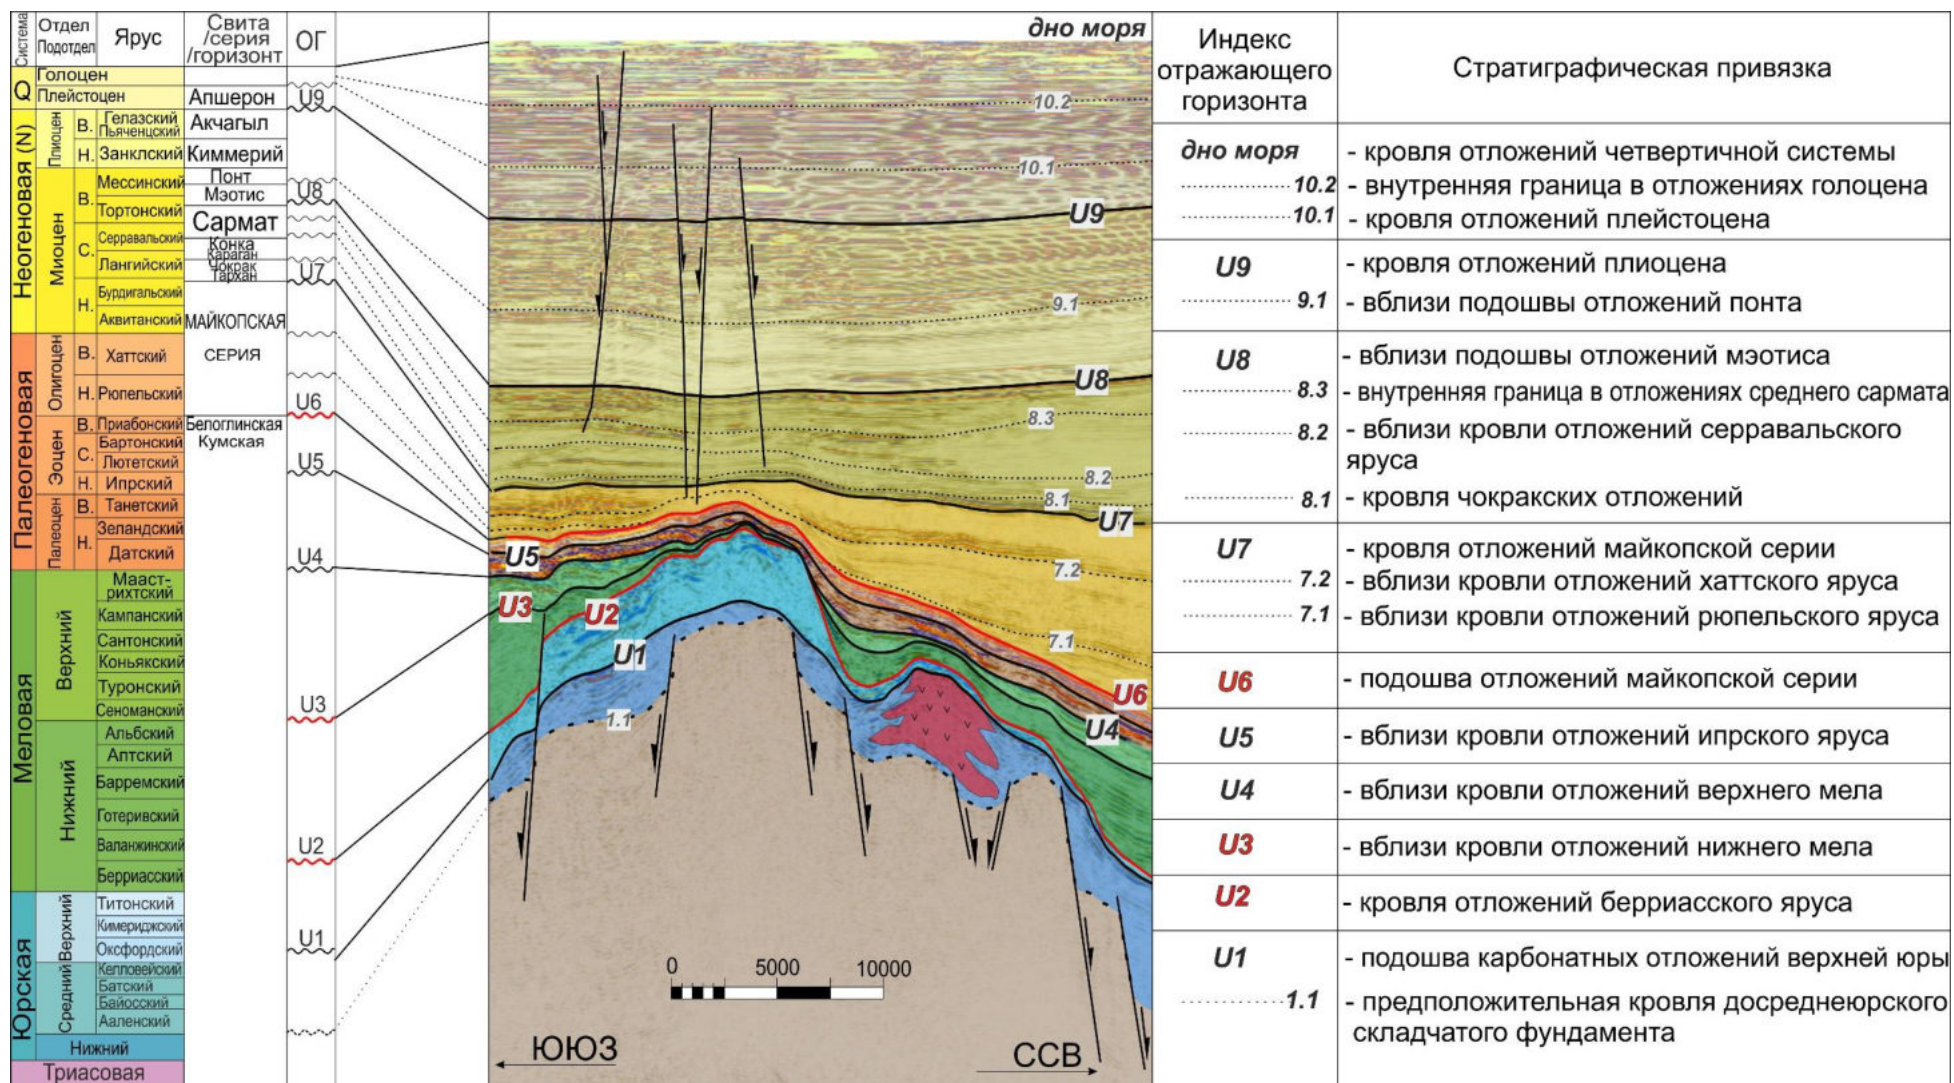 Система
Отдел
Подотдел
Ярус
Свита
/серия
/горизонт
ОГ
Q
Голоцен
Плейстоцен
Апшерон
U9
Неогеновая (N)
Плиоцен
В.
Гелазский
Пьяченцский
Акчагыл
Н.
Занклский
Киммерий
Миоцен
В.
Мессинский
Понт
Мэотис
U8
Тортонский
Сармат
С.
Серравальский
Конка
Караган
Лангийский
Чокрак
Тархан
U7
Н.
Бурдигальский
Аквитанский
МАЙКОПСКАЯ
СЕРИЯ
Палеогеновая
Олигоцен
В.
Хаттский
Н.
Рюпельский
U6
Эоцен
В.
Приабонский
Белоглинская
Кумская
С.
Бартонский
Лютетский
U5
Н.
Ипрский
Палеоцен
В.
Танетский
Н.
Зеландский
Датский
U4
Меловая
Верхний
Мааст-
рихтский
Кампанский
Сантонский
Коньякский
Туронский
Сеноманский
U3
Нижний
Альбский
Аптский
Барремский
Готеривский
Валанжинский
Берриасский
U2
Юрская
Верхний
Титонский
Кимериджский
Оксфордский
U1
Средний
Келловейский
Батский
Байосский
Ааленский
Нижний
Триасовая
дно моря
10.2
10.1
U9
9.1
U8
8.3
8.2
8.1
U7
U5
7.2
U3
U2
7.1
U1
U6
1.1
U4
0 5000 10000
ЮЮЗ
ССВ
Индекс
отражающего
горизонта
Стратиграфическая привязка
дно моря - кровля отложений четвертичной системы
10.2 - внутренняя граница в отложениях голоцена
10.1 - кровля отложений плейстоцена
U9 - кровля отложений плиоцена
9.1 - вблизи подошвы отложений понта
U8 - вблизи подошвы отложений мэотиса
8.3 - внутренняя граница в отложениях среднего сармата
8.2 - вблизи кровли отложений серравальского
яруса
8.1 - кровля чокракских отложений
U7 - кровля отложений майкопской серии
7.2 - вблизи кровли отложений хаттского яруса
7.1 - вблизи кровли отложений рюпельского яруса
U6 - подошва отложений майкопской серии
U5 - вблизи кровли отложений ипрского яруса
U4 - вблизи кровли отложений верхнего мела
U3 - вблизи кровли отложений нижнего мела
U2 - кровля отложений берриасского яруса
U1 - подошва карбонатных отложений верхней юры
1.1 - предположительная кровля досреднеюрского
складчатого фундамента